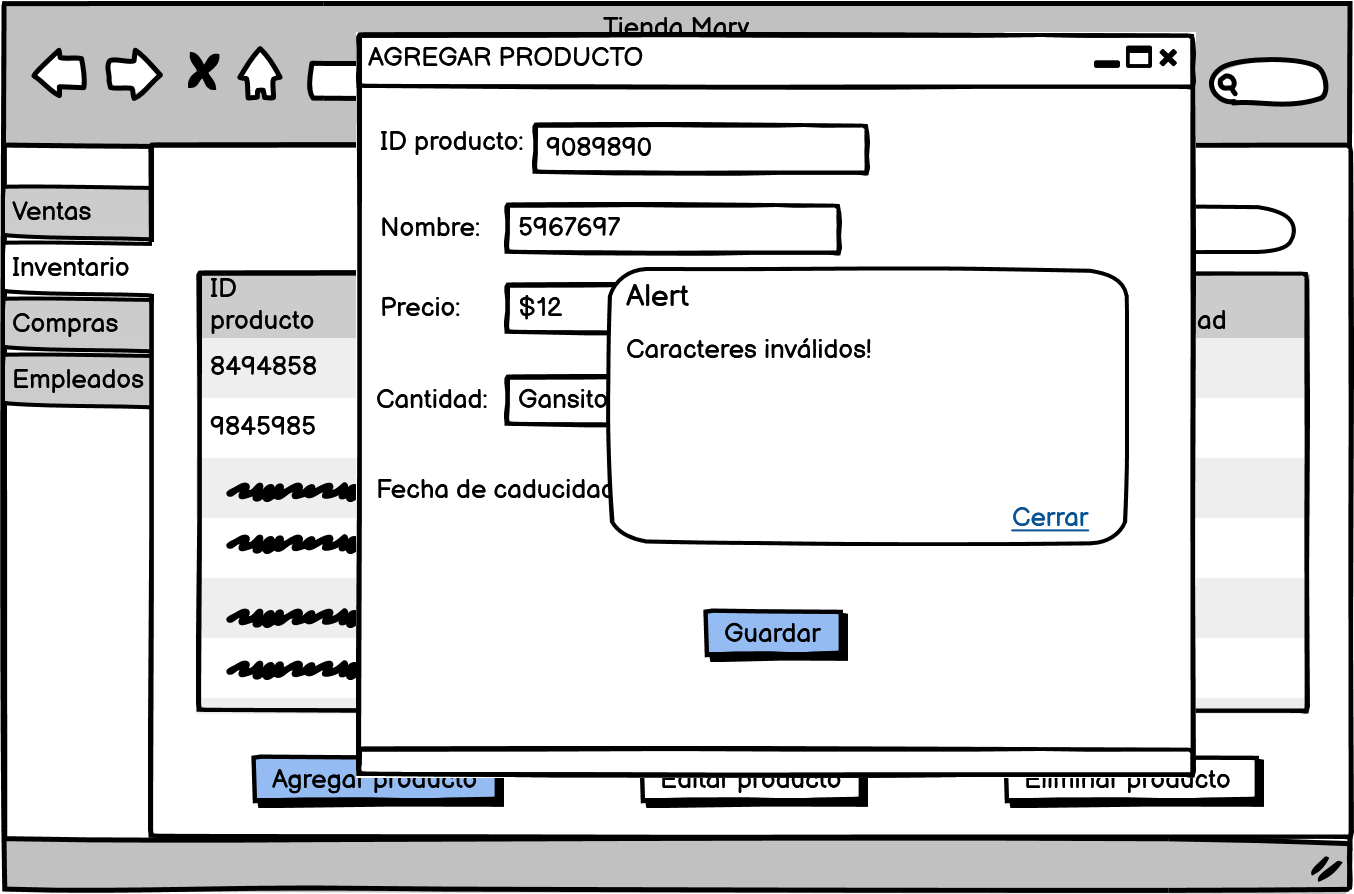 Tienda Mary
AGREGAR PRODUCTO
ID producto: 9089890
Nombre: 5967697
Precio: $12
Cantidad: Gansito
Fecha de caducidad
Alert
Caracteres inválidos!
Cerrar
Guardar
Ventas
Inventario
Compras
Empleados
ID
producto
ad
8494858
9845985
Agregar producto
Editar producto
Eliminar producto